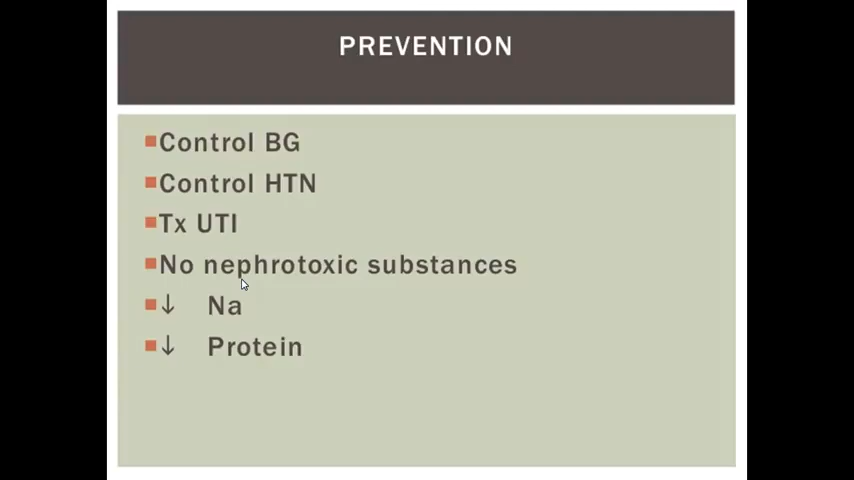 PREVENTION
Control BG
Control HTN
Tx UTI
No nephrotoxic substances
↓ Na
↓ Protein